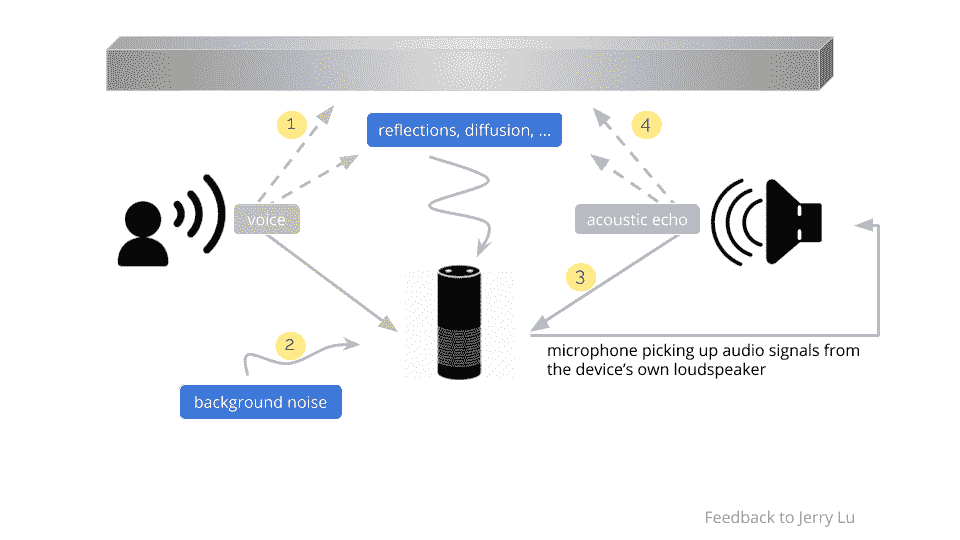 1
4
reflections, diffusion, ...
voice
acoustic echo
3
2
microphone picking up audio signals from
the device's own loudspeaker
background noise
Feedback to Jerry Lu